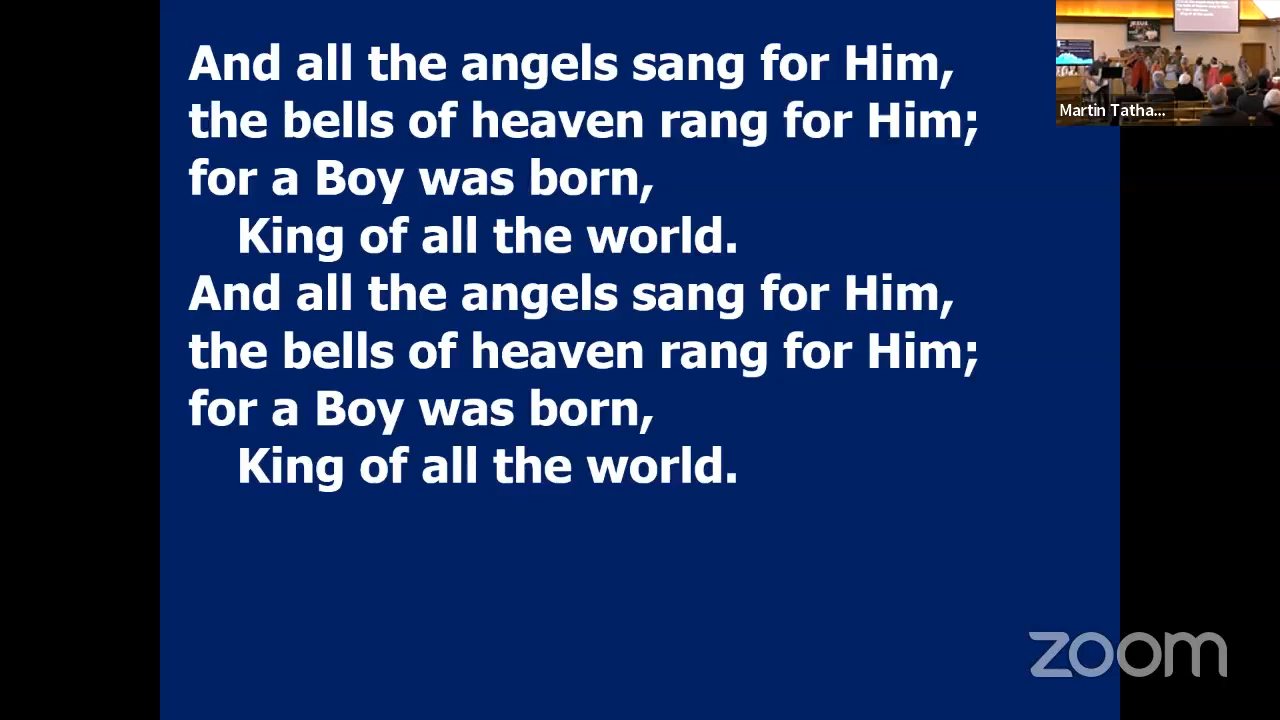 And all the angels sang for Him,
the bells of heaven rang for Him;
for a Boy was born,
King of all the world.
And all the angels sang for Him,
the bells of heaven rang for Him;
for a Boy was born,
King of all the world.
Martin Tatha...
JESUS
zoom